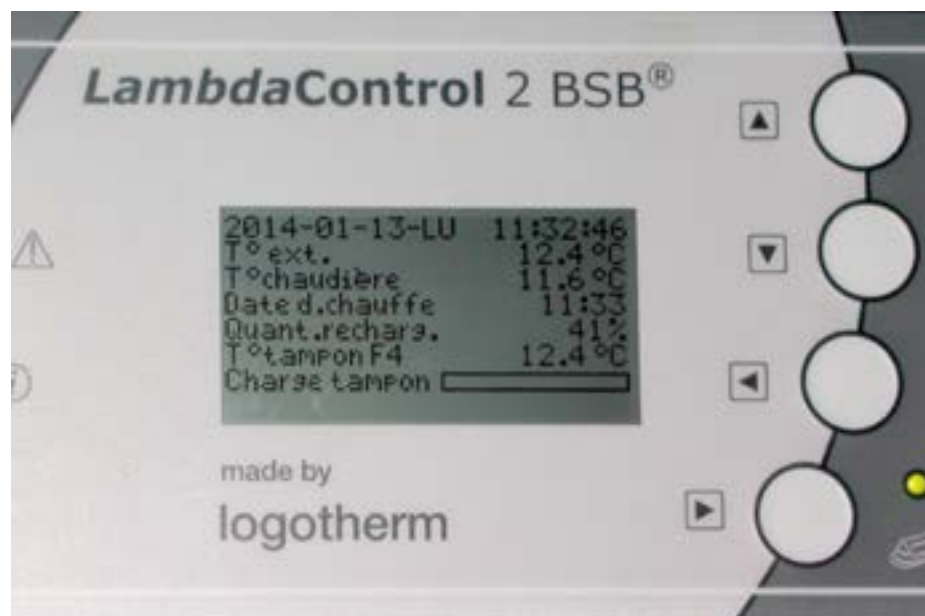 LambdaControl 2 BSB®
2014-01-13-LU 11:32:46
T° ext. 12.4 °C
T°chaudière 11.6 °C
Date d.chauffe 11:33
Quant.recharg. 41%
T°tampon F4 12.4 °C
Charge tampon
made by
logotherm